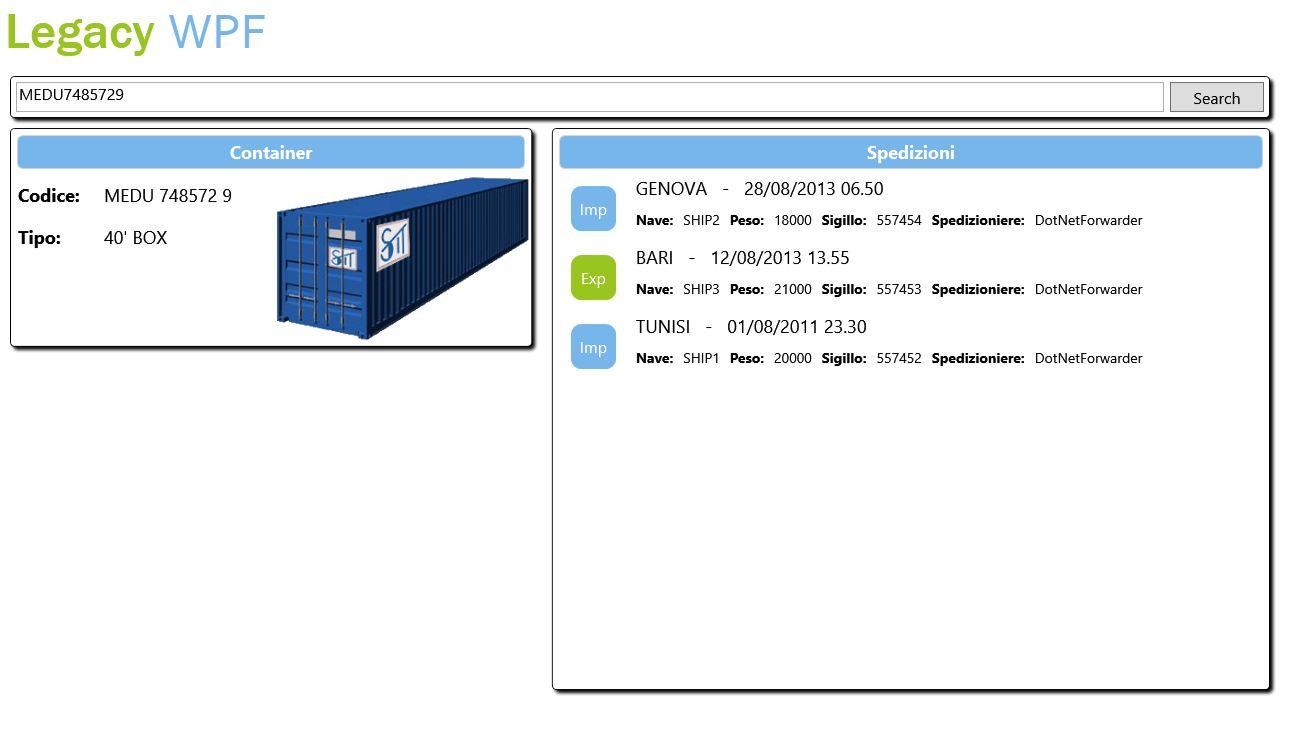 Legacy WPF
MEDU7485729
Search
Container
Codice: MEDU 748572 9
Tipo: 40' BOX
Spedizioni
Imp
GENOVA - 28/08/2013 06.50
Nave: SHIP2 Peso: 18000 Sigillo: 557454 Spedizioniere: DotNetForwarder
Exp
BARI - 12/08/2013 13.55
Nave: SHIP3 Peso: 21000 Sigillo: 557453 Spedizioniere: DotNetForwarder
Imp
TUNISI - 01/08/2011 23.30
Nave: SHIP1 Peso: 20000 Sigillo: 557452 Spedizioniere: DotNetForwarder